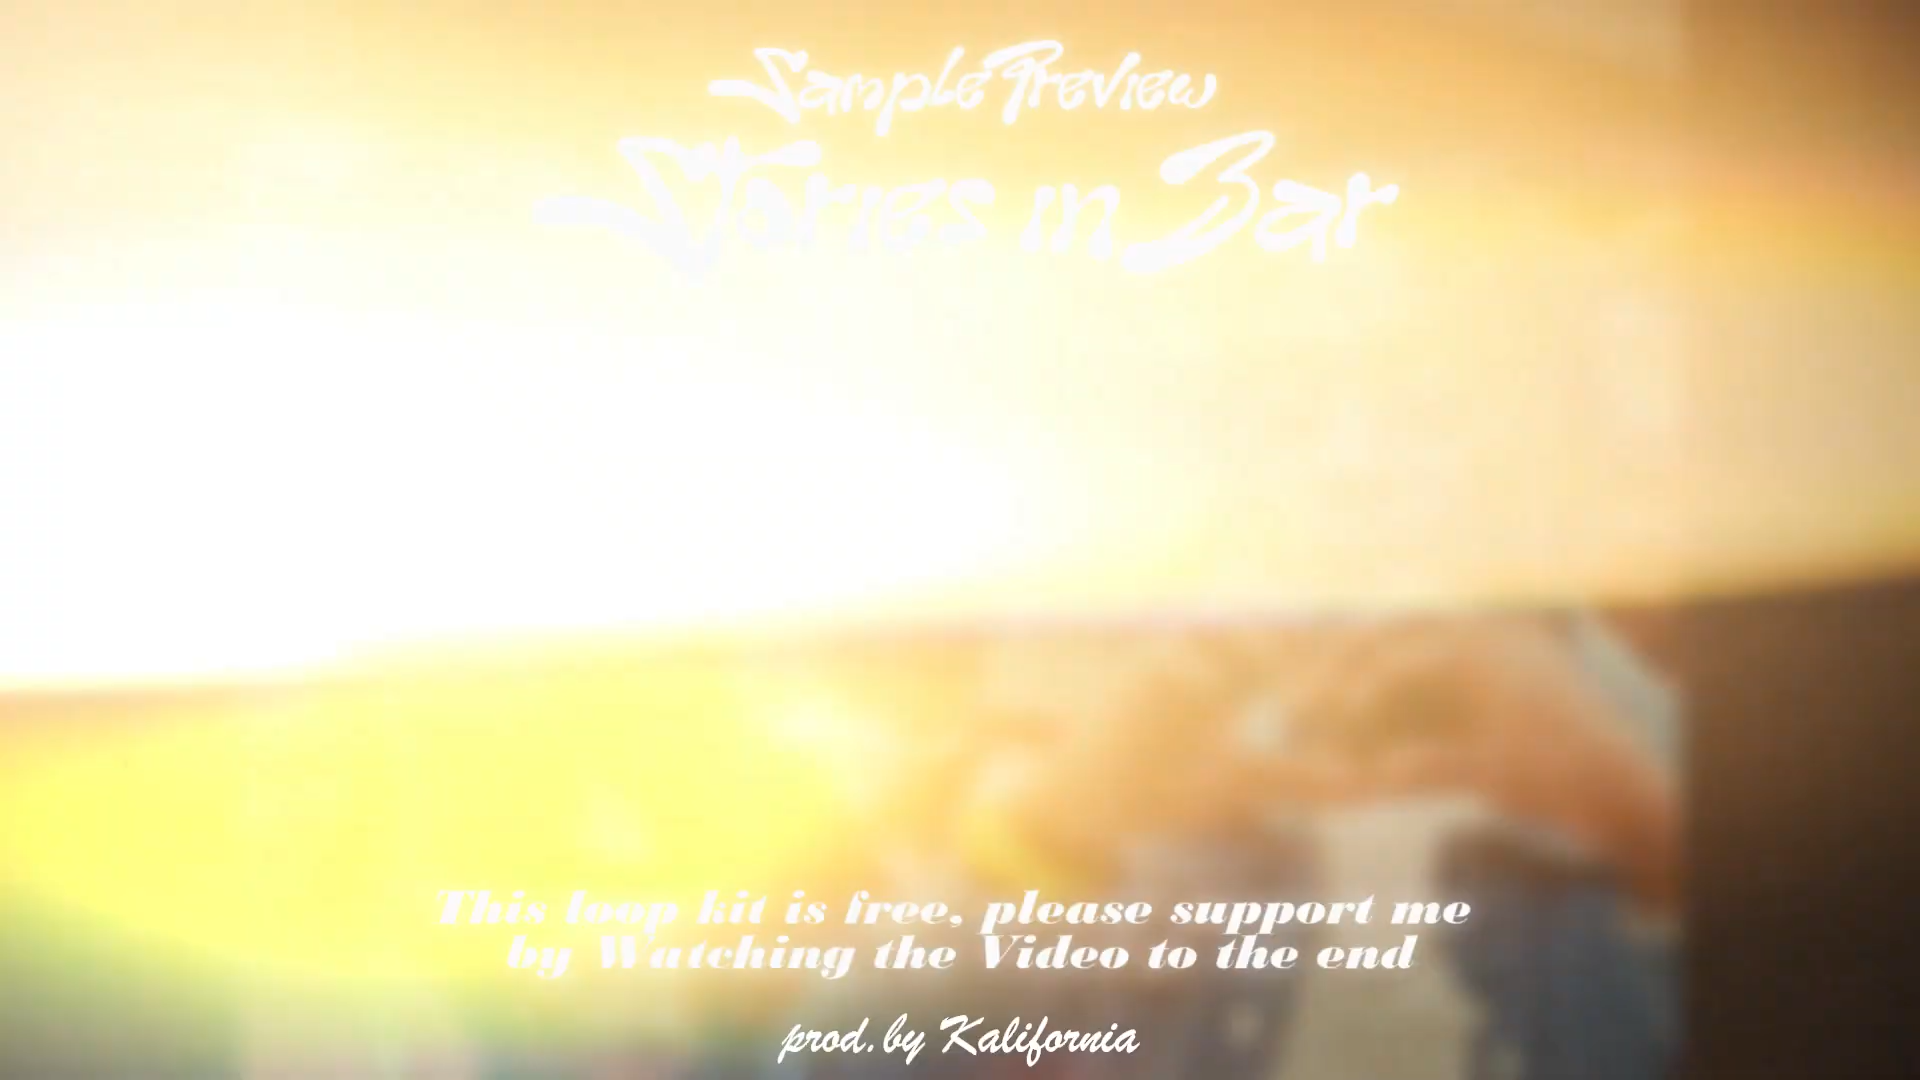 Sample Preview
Stories in Bar
This loop kit is free, please support me
by Watching the Video to the end
prod.by Kalifornia